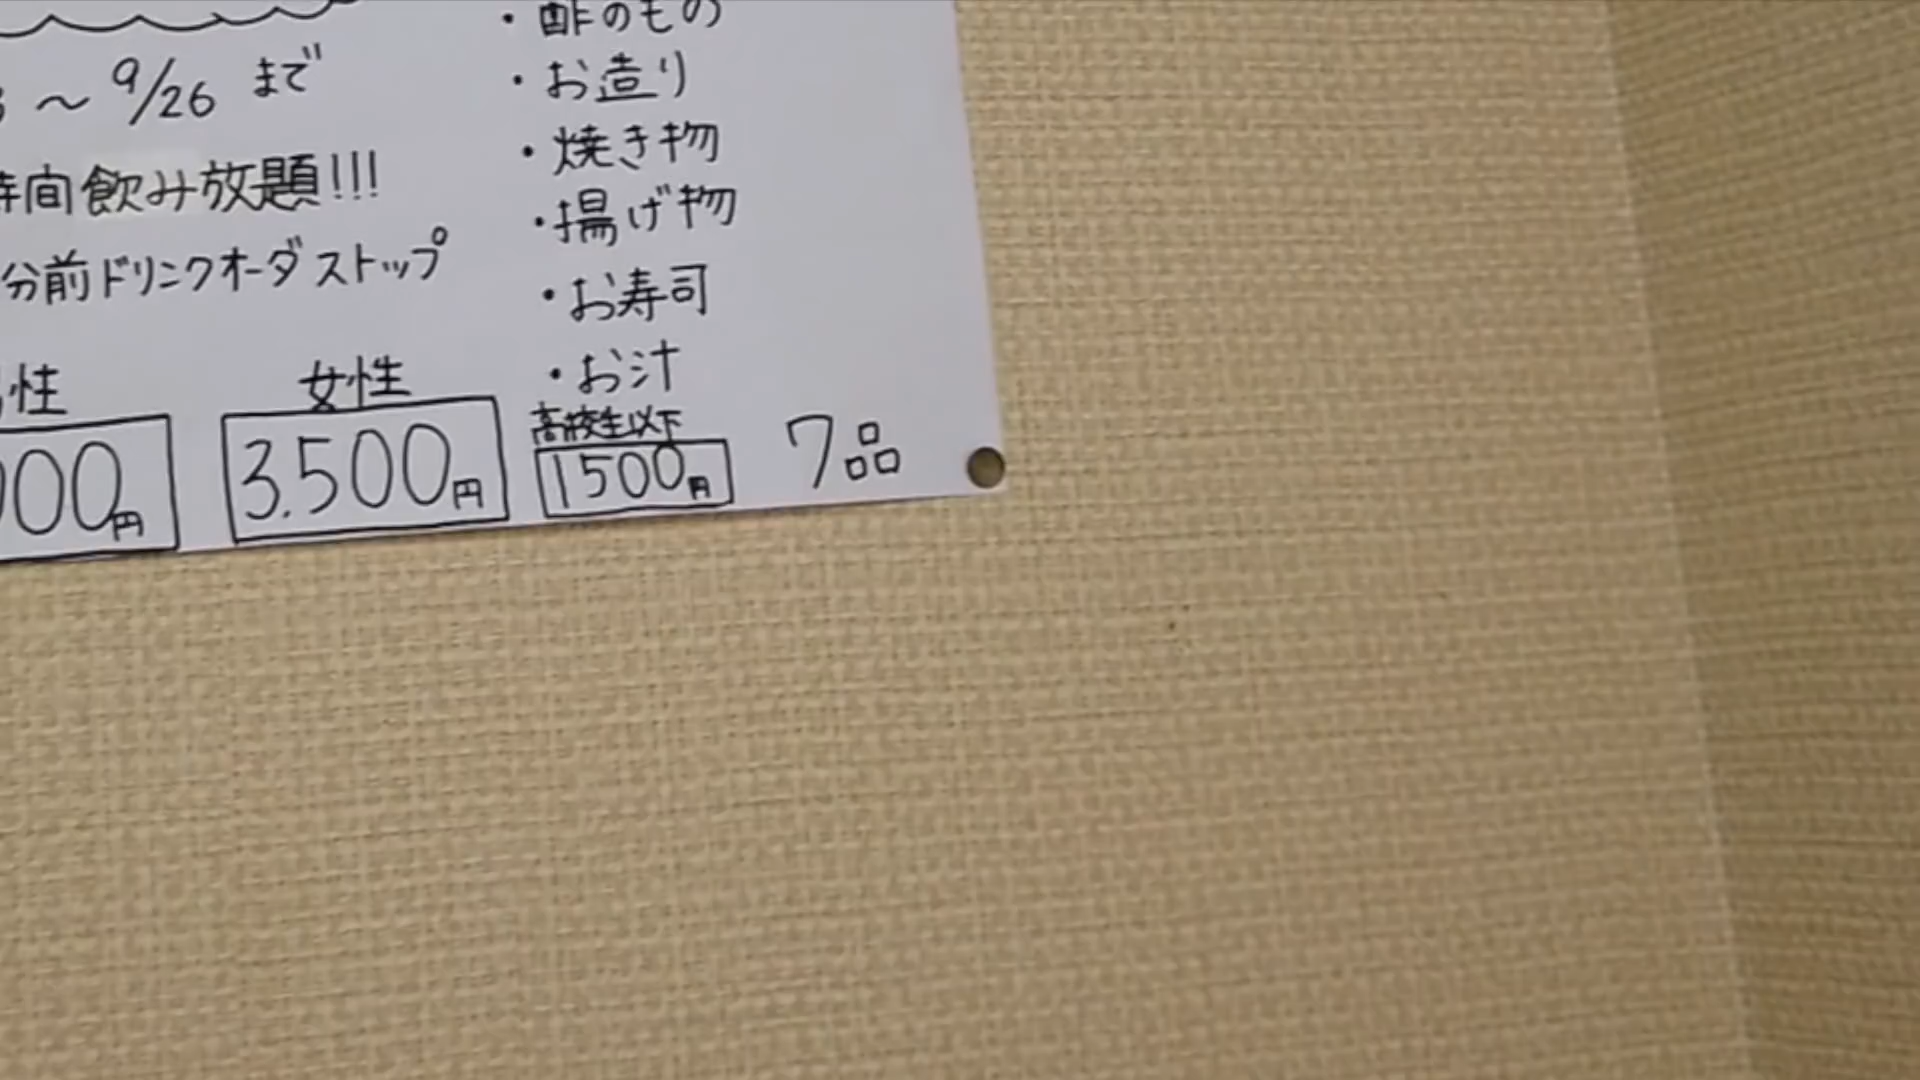 ～ 9/26 まで
時間飲み放題!!!
分前ドリンクオーダストップ
性
00円
女性
3.500円
・酢のもの
・お造り
・焼き物
・揚げ物
・お寿司
・お汁
高校生以下
1500円
7品